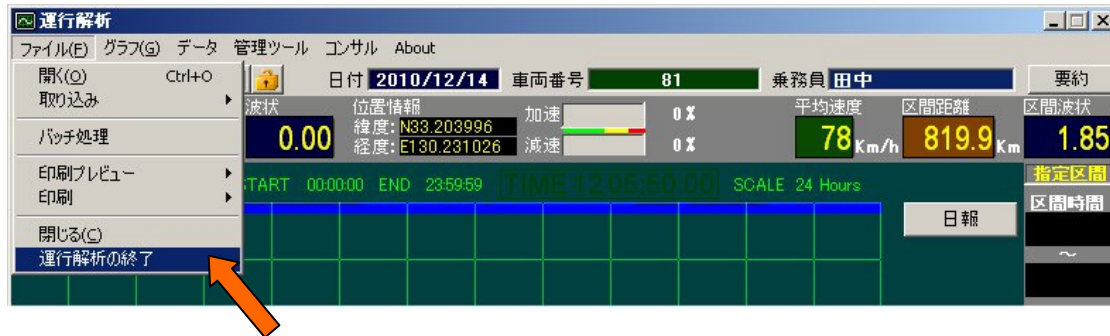 運行解析
ファイル(F) グラフ(G) データ 管理ツール コンサル About
開く(O) Ctrl+O
取り込み
バッチ処理
印刷プレビュー
印刷
閉じる(C)
運行解析の終了
日付 2010/12/14 車両番号 81 乗務員 田中 要約
波状 0.00
位置情報
緯度: N33.203996
経度: E130.231026
加速 0 %
減速 0 %
平均速度 78 Km/h
区間距離 819.9 Km
区間波状 1.85
START 00:00:00 END 23:59:59 TIME 12:05:50:00 SCALE 24 Hours
日報
指定区間
区間時間
～